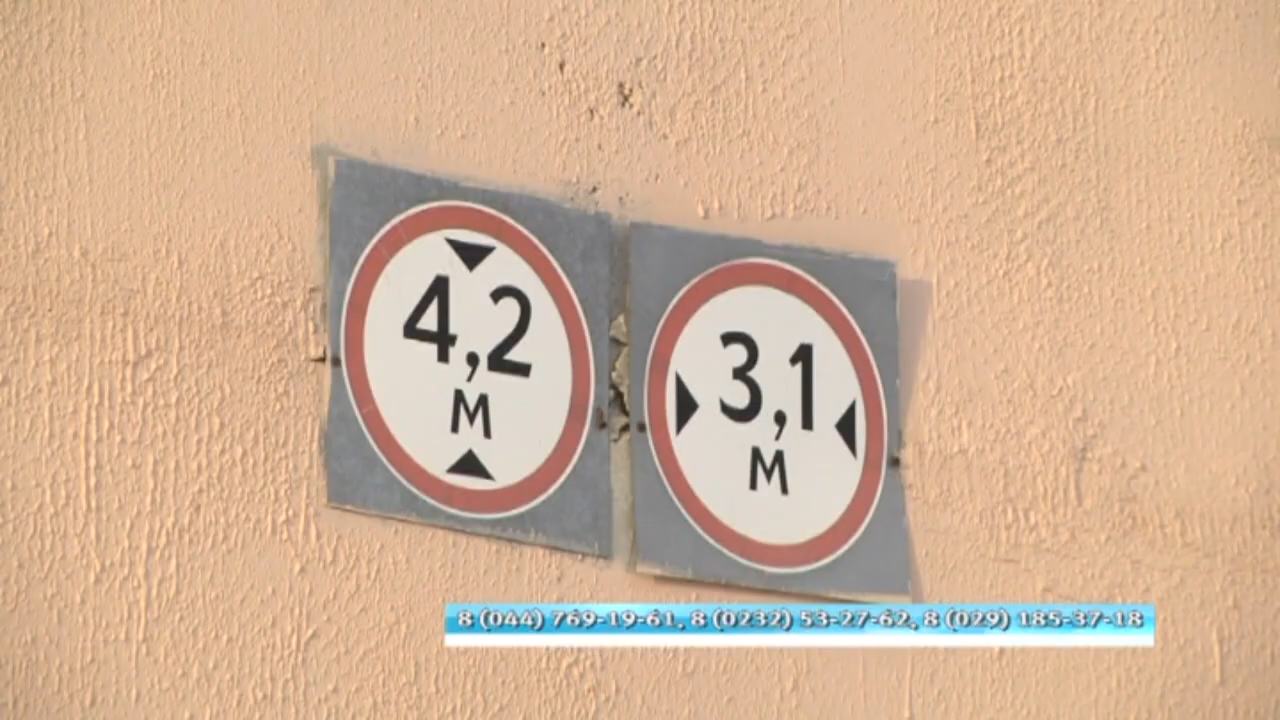 4,2
М
3,1
М
8 (044) 769-19-61, 8 (0232) 53-27-62, 8 (029) 185-37-18